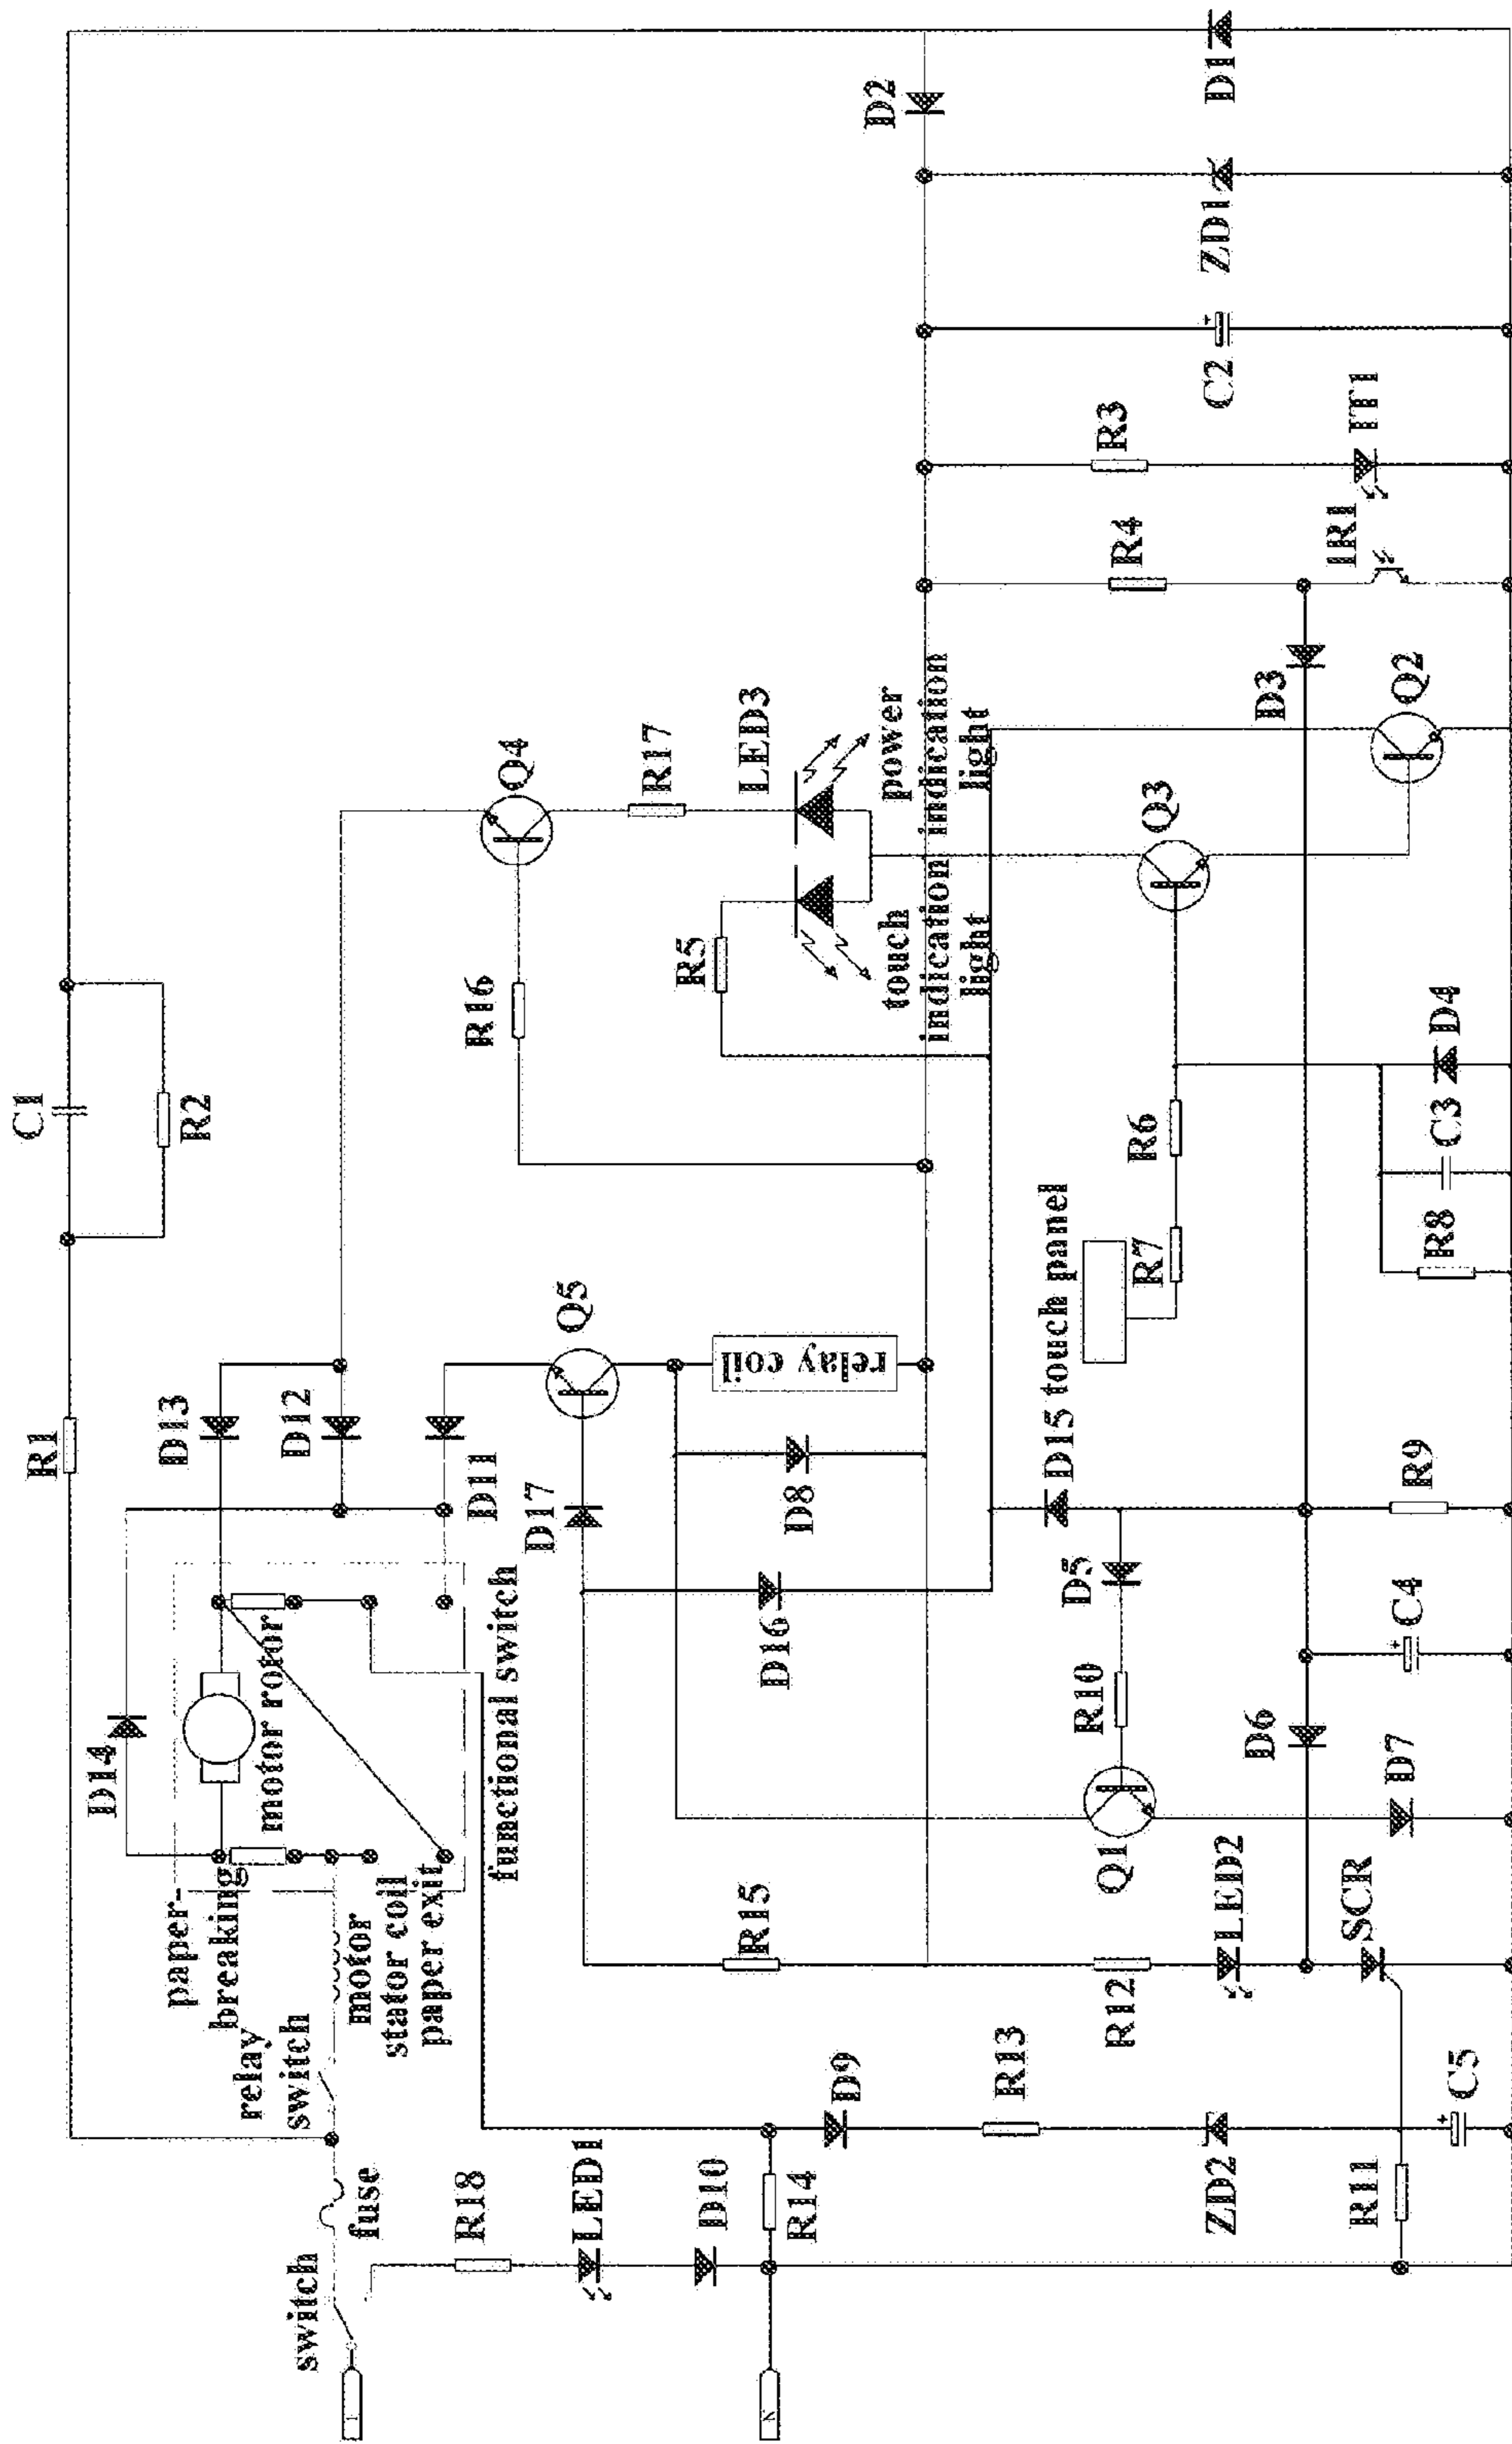 switch
fuse
R18
LED1
D10
R14
relay
switch
motor
stator coil
paper exit
paper-
breaking
D14
motor rotor
functional switch
D13
D12
D11
R1
C1
R2
D9
R13
ZD2
C5
R11
R15
R12
LED2
SCR
D16
D17
D8
Q5
relay coil
R16
Q4
R17
LED3
R5
touch
indication
light
power
indication
light
D2
D1
ZD1
C2
R3
IT1
R4
IR1
D3
Q2
Q3
D15
touch panel
R7
R6
D4
C3
R8
D5
R10
Q1
D6
D7
C4
R9